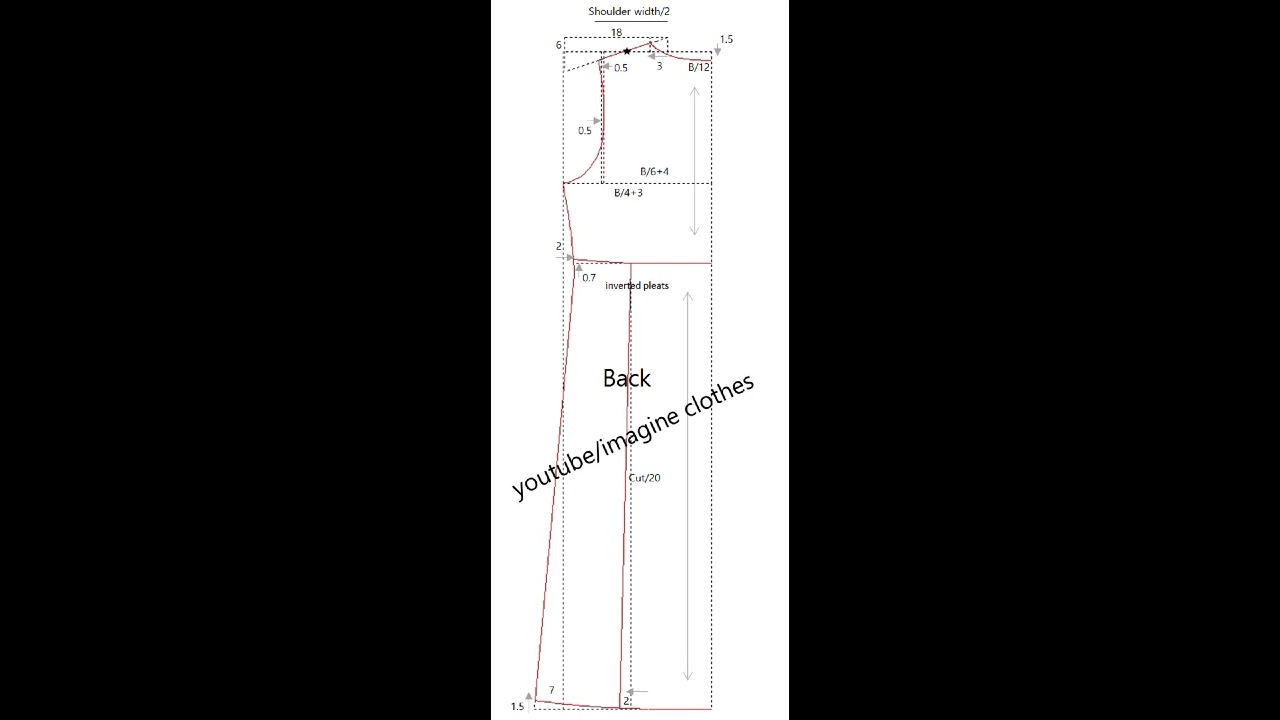 Shoulder width/2
18
1.5
6
0.5
3
B/12
0.5
B/6+4
B/4+3
2
0.7
inverted pleats
Back
youtube/imagine clothes
Cut/20
7
2
1.5